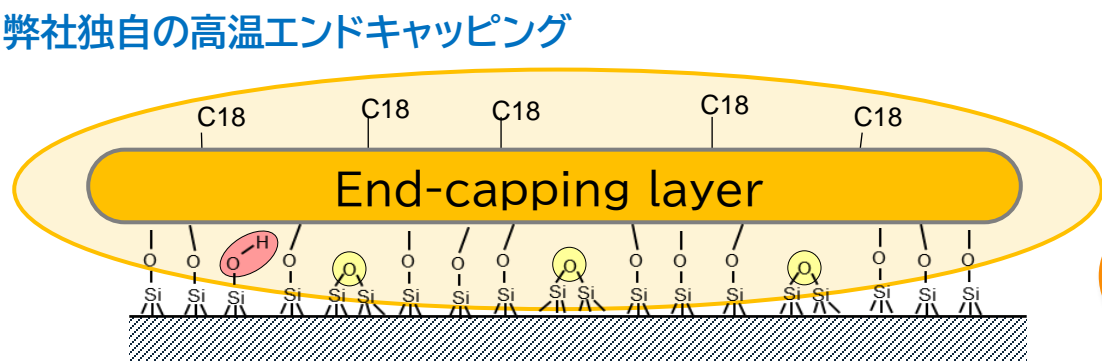 弊社独自の高温エンドキャッピング
C18 C18 C18 C18 C18
End-capping layer
H
O O O O O O O O O O O O O O O O
Si Si Si Si Si Si Si Si Si Si Si Si Si Si Si Si Si Si Si